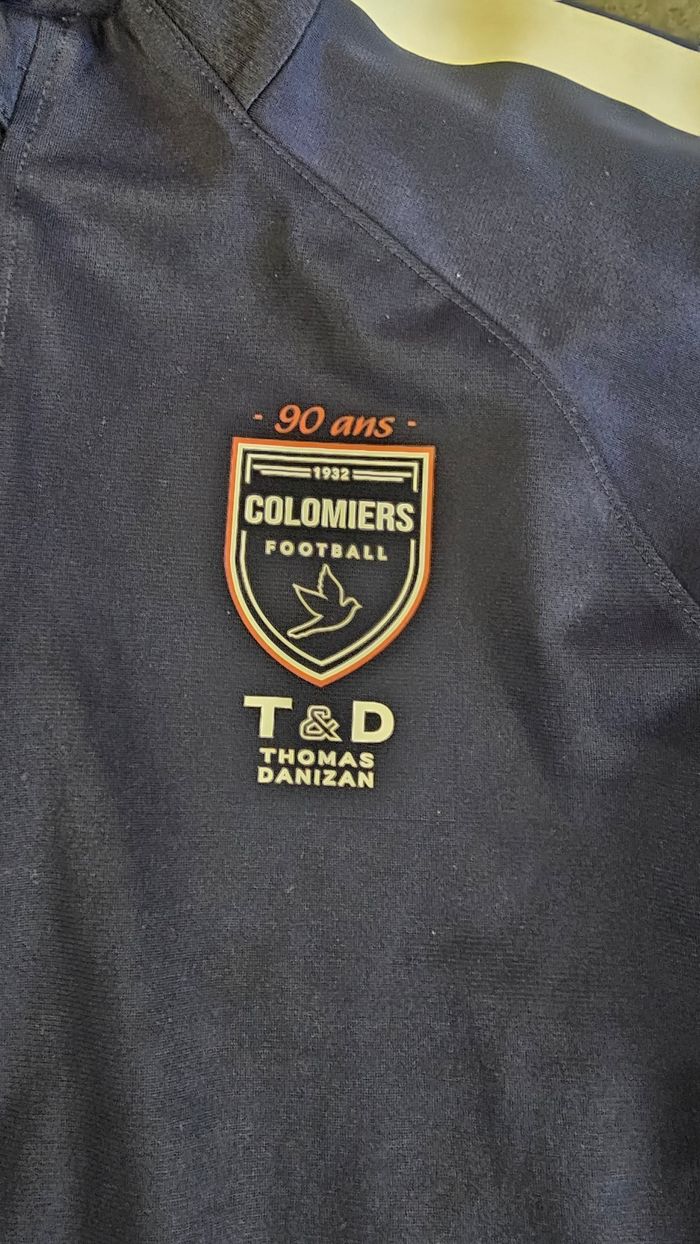 - 90 ans -
1932
COLOMIERS
FOOTBALL
T & D
THOMAS
DANIZAN